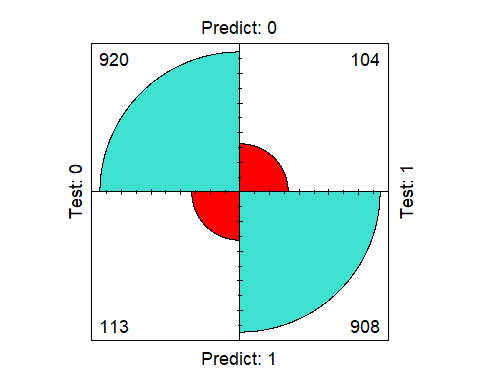 Predict: 0
920
104
Test: 0
Test: 1
113
908
Predict: 1